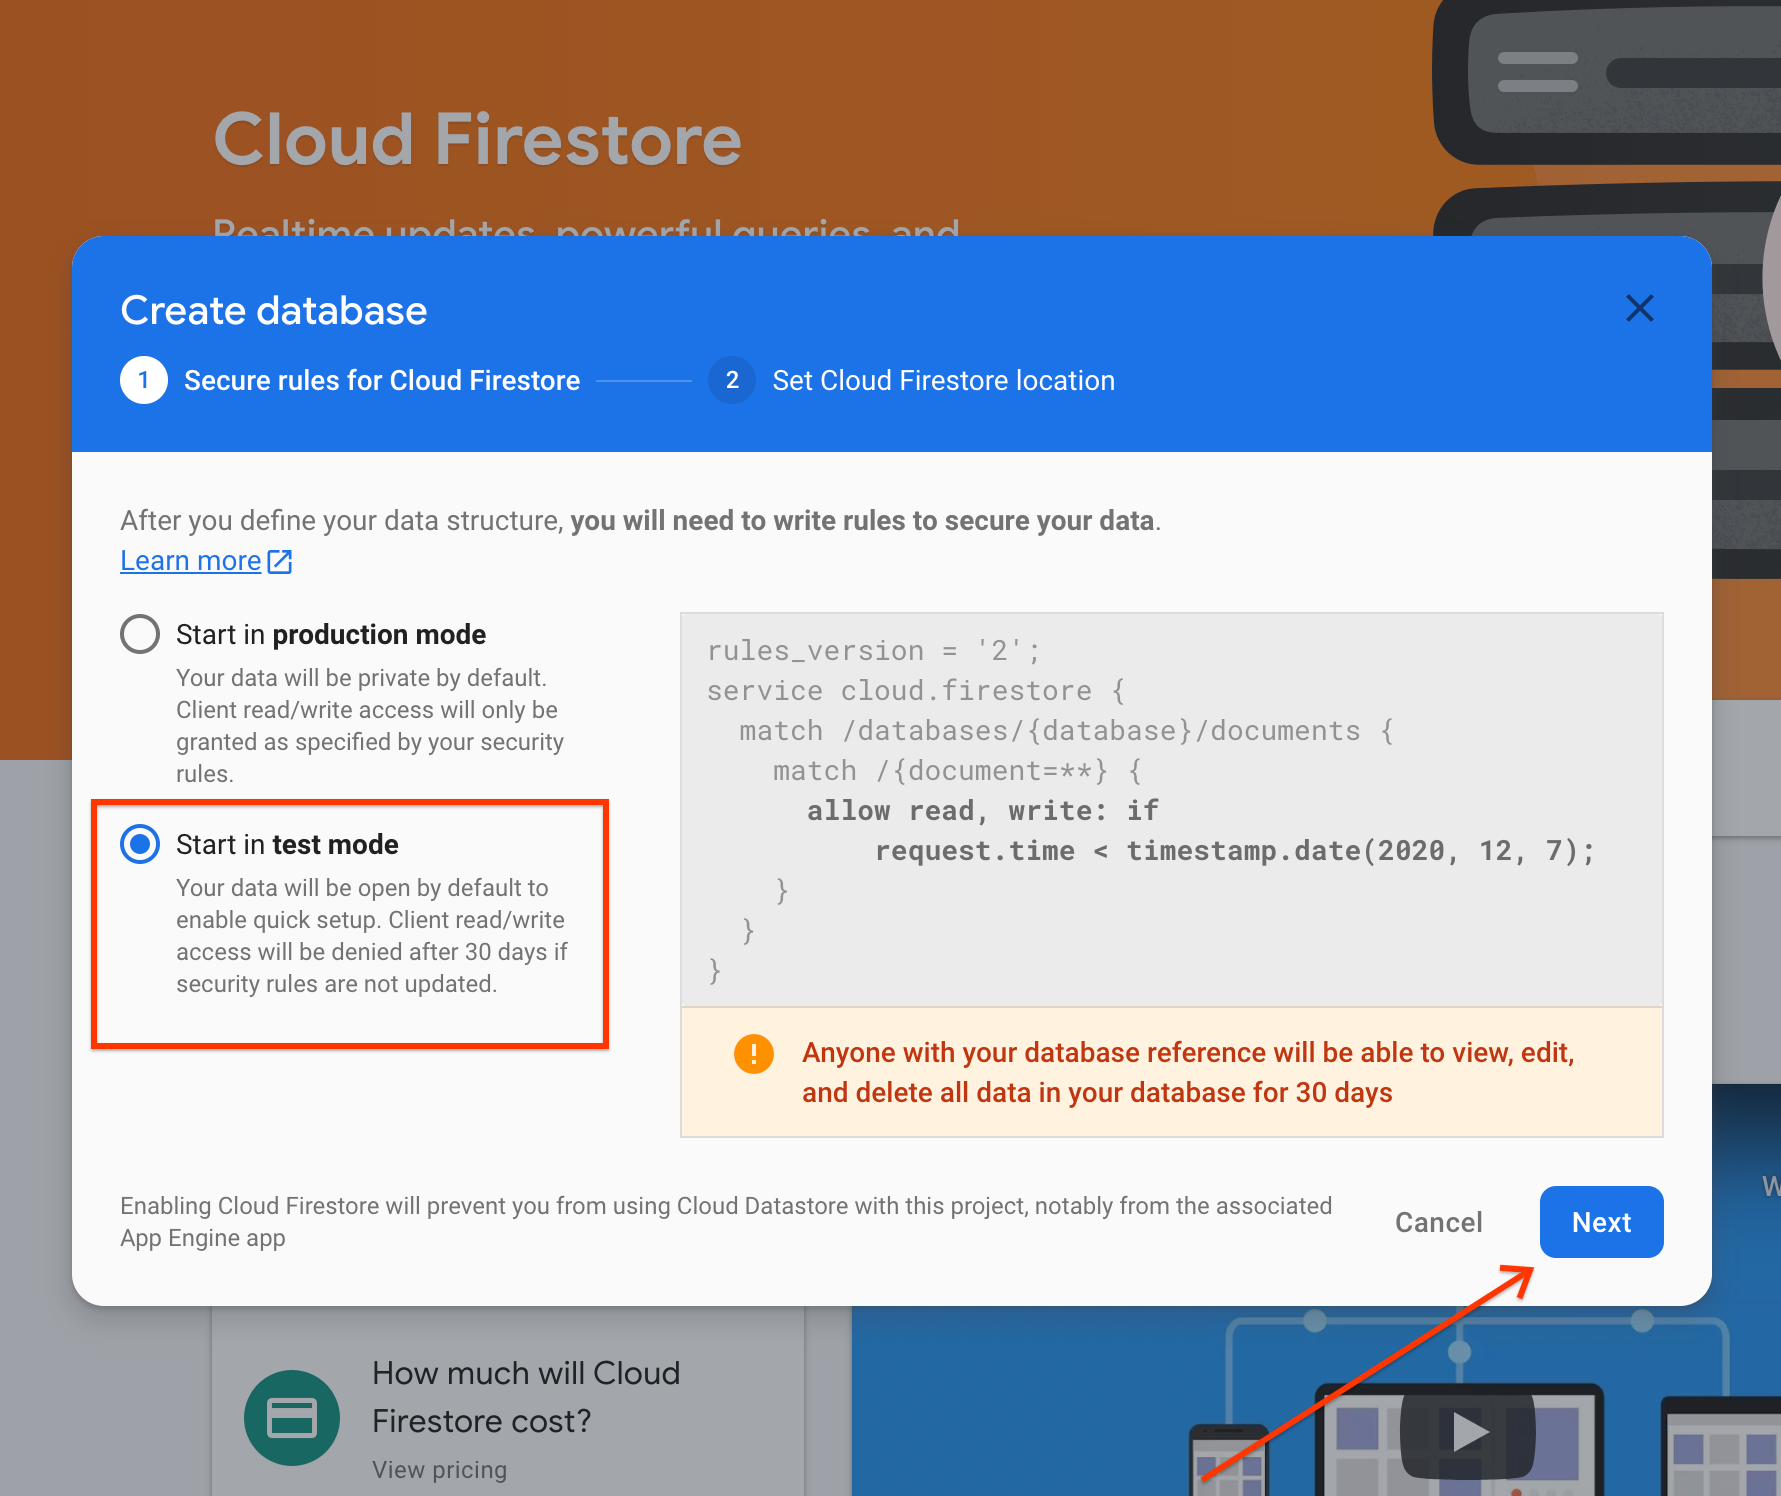 Cloud Firestore
Realtime updates, powerful queries, and
Create database
1 Secure rules for Cloud Firestore 2 Set Cloud Firestore location
After you define your data structure, you will need to write rules to secure your data.
Learn more
Start in production mode
Your data will be private by default.
Client read/write access will only be
granted as specified by your security
rules.
Start in test mode
Your data will be open by default to
enable quick setup. Client read/write
access will be denied after 30 days if
security rules are not updated.
rules_version = '2';
service cloud.firestore {
  match /databases/{database}/documents {
    match /{document=**} {
      allow read, write: if
          request.time < timestamp.date(2020, 12, 7);
    }
  }
}
! Anyone with your database reference will be able to view, edit,
and delete all data in your database for 30 days
Enabling Cloud Firestore will prevent you from using Cloud Datastore with this project, notably from the associated
App Engine app
Cancel Next
How much will Cloud
Firestore cost?
View pricing